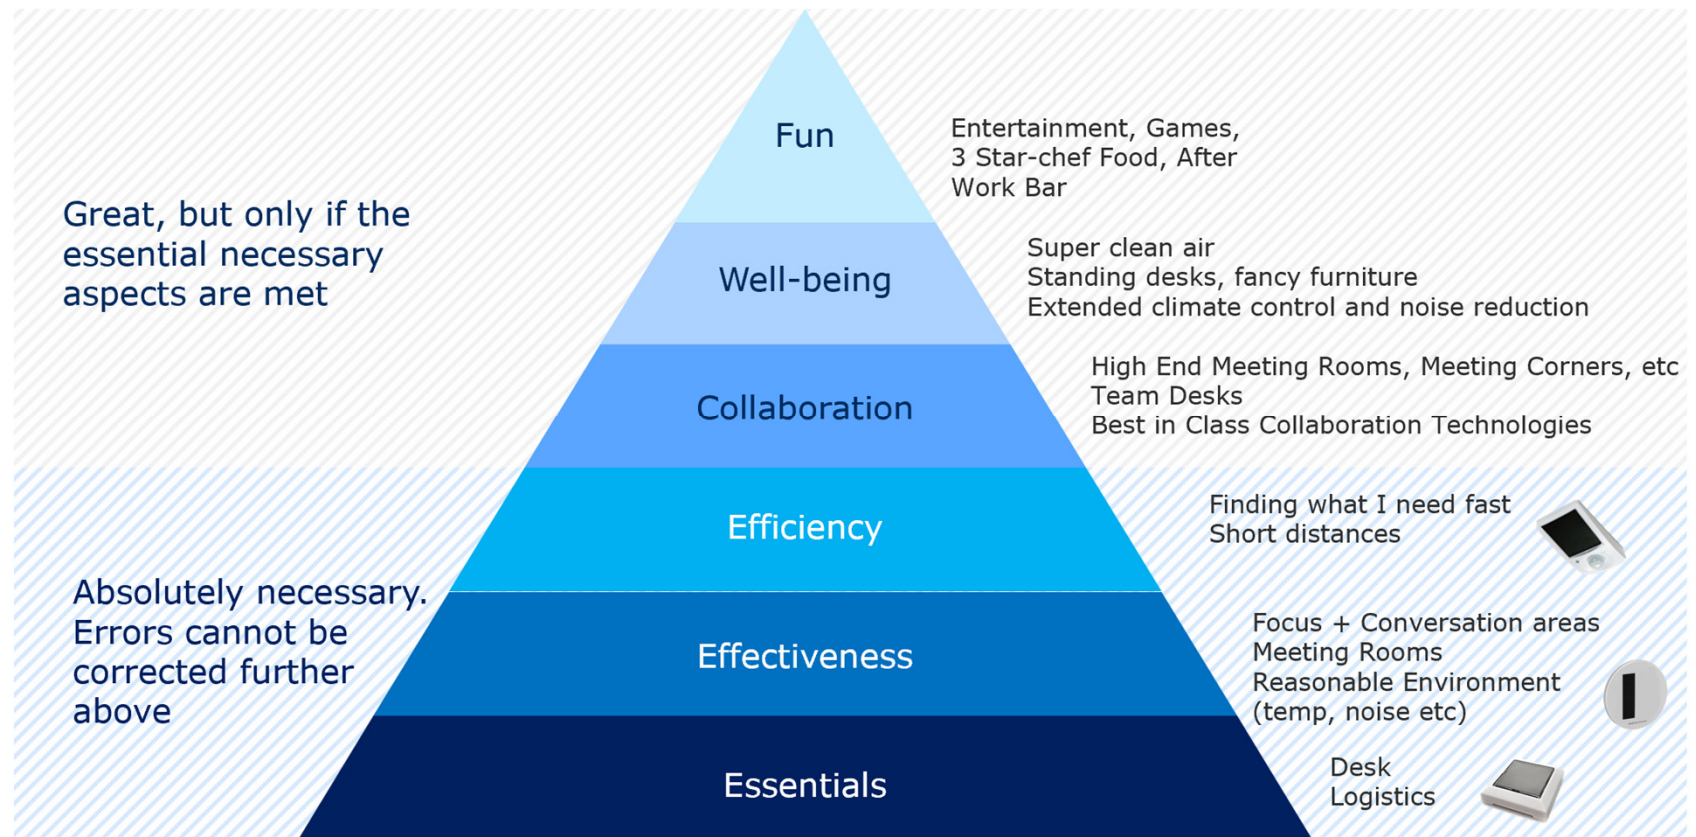 Fun
Entertainment, Games,
3 Star-chef Food, After
Work Bar
Great, but only if the
essential necessary
aspects are met
Well-being
Super clean air
Standing desks, fancy furniture
Extended climate control and noise reduction
Collaboration
High End Meeting Rooms, Meeting Corners, etc
Team Desks
Best in Class Collaboration Technologies
Efficiency
Finding what I need fast
Short distances
Absolutely necessary.
Errors cannot be
corrected further
above
Effectiveness
Focus + Conversation areas
Meeting Rooms
Reasonable Environment
(temp, noise etc)
Essentials
Desk
Logistics